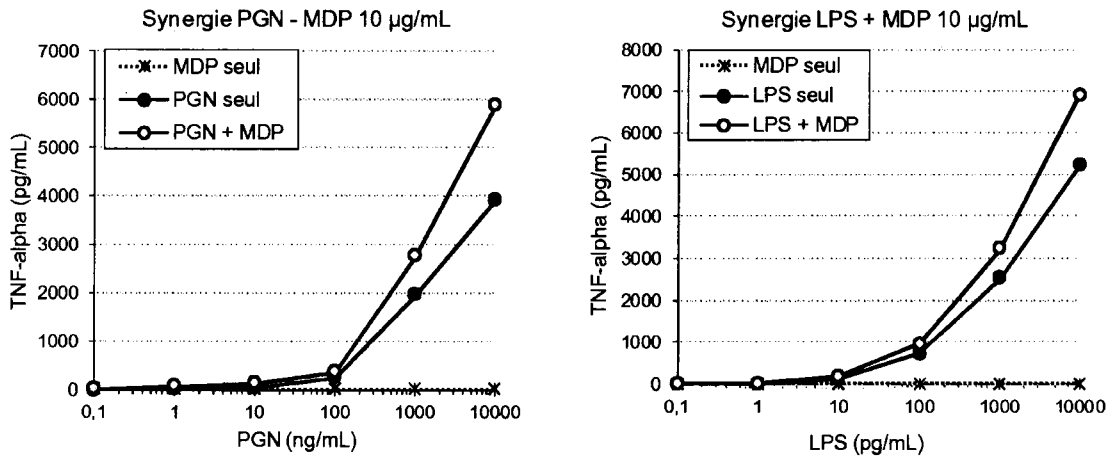 Synergie PGN - MDP 10 µg/mL
7000
6000
5000
4000
3000
2000
1000
0
TNF-alpha (pg/mL)
MDP seul
PGN seul
PGN + MDP
0,1 1 10 100 1000 10000
PGN (ng/mL)
Synergie LPS + MDP 10 µg/mL
8000
7000
6000
5000
4000
3000
2000
1000
0
TNF-alpha (pg/mL)
MDP seul
LPS seul
LPS + MDP
0,1 1 10 100 1000 10000
LPS (pg/mL)